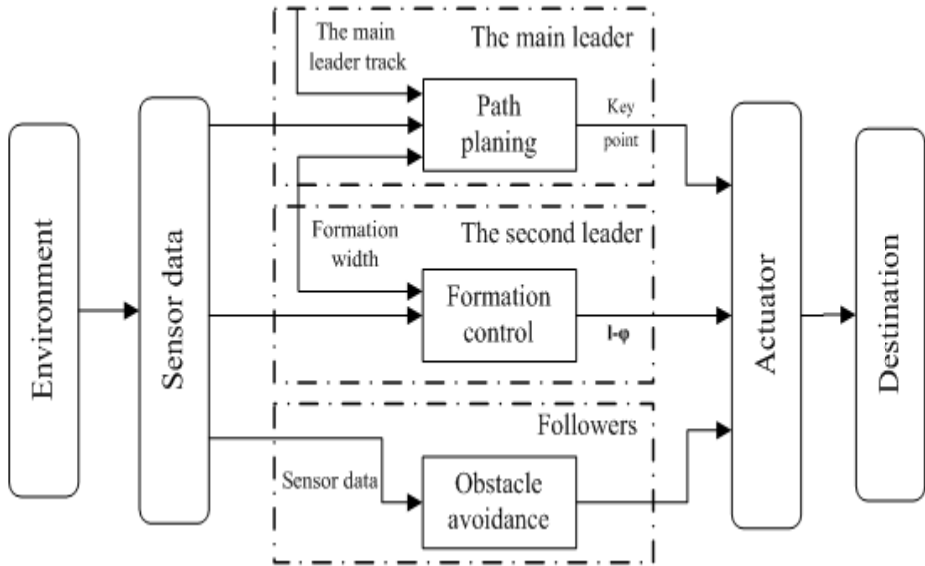 Environment
Sensor data
The main
leader track
The main leader
Path
planing
Key
point
Formation
width
The second leader
Formation
control
l-φ
Followers
Sensor data
Obstacle
avoidance
Actuator
Destination